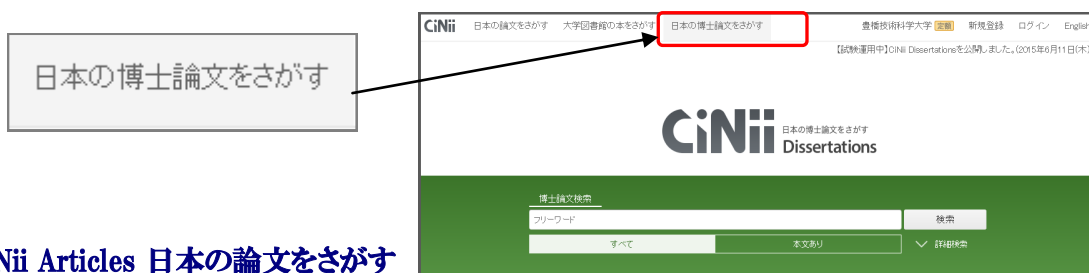 CiNii 日本の論文をさがす 大学図書館の本をさがす 日本の博士論文をさがす 豊橋技術科学大学 定額 新規登録 ログイン English
【試験運用中】CiNii Dissertationsを公開しました。(2015年6月11日(木)
日本の博士論文をさがす
CiNii 日本の博士論文をさがす
Dissertations
博士論文検索
フリーワード 検索
すべて 本文あり 詳細検索
Nii Articles 日本の論文をさがす